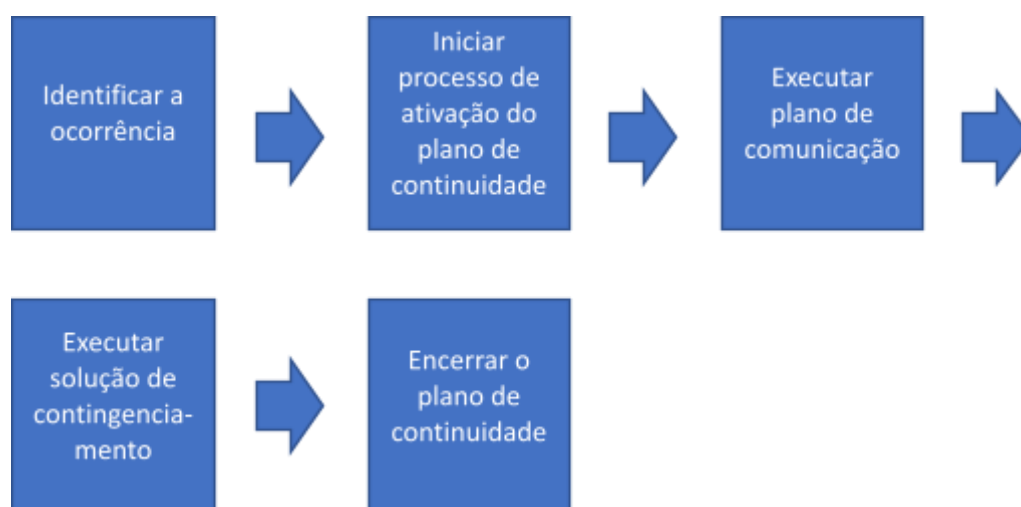 Identificar a
ocorrência
Iniciar
processo de
ativação do
plano de
continuidade
Executar
plano de
comunicação
Executar
solução de
contingencia-
mento
Encerrar o
plano de
continuidade